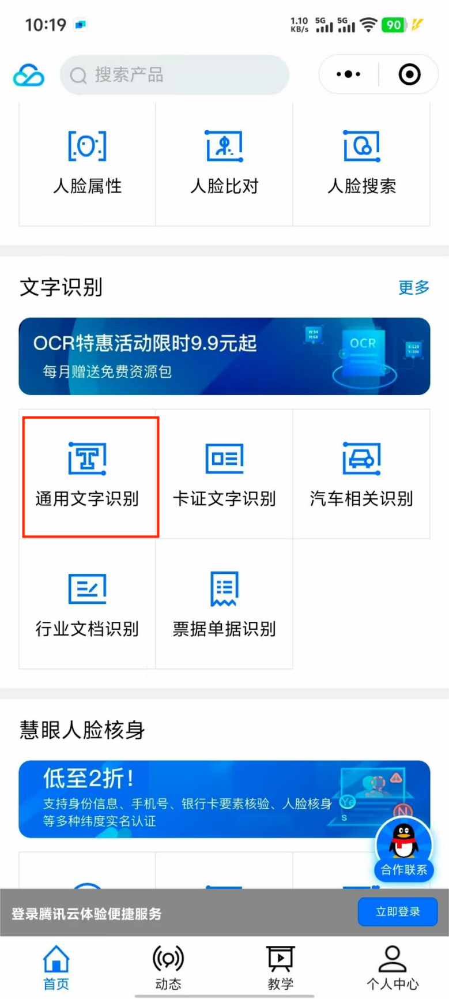 10:19
1.10 KB/s 5G 5G 90
搜索产品
人脸属性 人脸比对 人脸搜索
文字识别 更多
OCR特惠活动限时9.9元起
每月赠送免费资源包
W:94
H:68
OCR
X:120
Y:300
通用文字识别 卡证文字识别 汽车相关识别
行业文档识别 票据单据识别
慧眼人脸核身
低至2折!
支持身份信息、手机号、银行卡要素核验、人脸核身
等多种纬度实名认证
Ye
s
N
合作联系
登录腾讯云体验便捷服务 立即登录
首页 动态 教学 个人中心